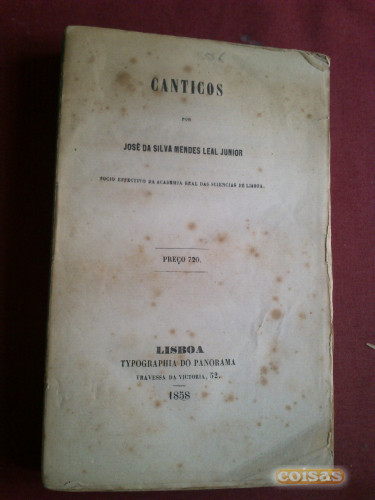 CANTICOS
POR
JOSÉ DA SILVA MENDES LEAL JUNIOR
SOCIO EFFECTIVO DA ACADEMIA REAL DAS SCIENCIAS DE LISBOA.
PREÇO 720.
LISBOA
TYPOGRAPHIA DO PANORAMA
TRAVESSA DA VICTORIA, 52.
1858
coisas